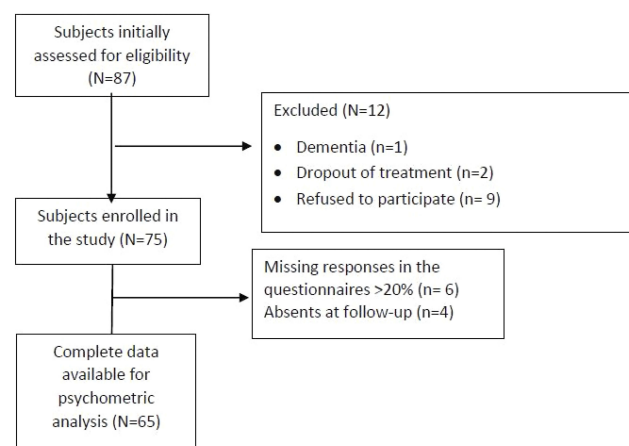 Subjects initially
assessed for eligibility
(N=87)
Excluded (N=12)
• Dementia (n=1)
• Dropout of treatment (n=2)
• Refused to participate (n= 9)
Subjects enrolled in
the study (N=75)
Missing responses in the
questionnaires >20% (n= 6)
Absents at follow-up (n=4)
Complete data
available for
psychometric
analysis (N=65)